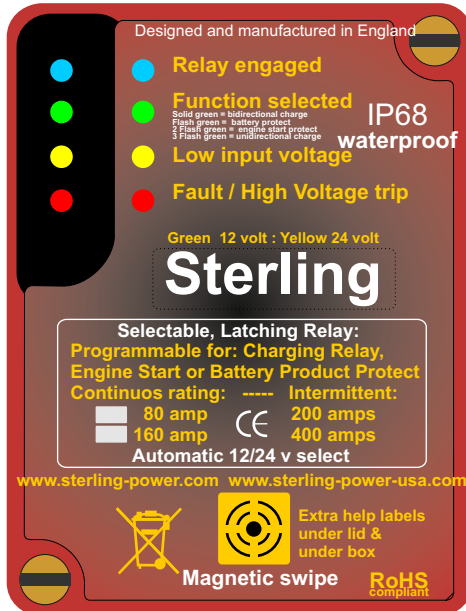 Designed and manufactured in England
Relay engaged
Function selected
Solid green = bidirectional charge
Flash green = battery protect
2 Flash green = engine start protect
3 Flash green = unidirectional charge
IP68
waterproof
Low input voltage
Fault / High Voltage trip
Green 12 volt : Yellow 24 volt
Sterling
Selectable, Latching Relay:
Programmable for: Charging Relay,
Engine Start or Battery Product Protect
Continuos rating: ----- Intermittent:
80 amp CE 200 amps
160 amp 400 amps
Automatic 12/24 v select
www.sterling-power.com www.sterling-power-usa.com
Extra help labels
under lid &
under box
Magnetic swipe
RoHS
compliant